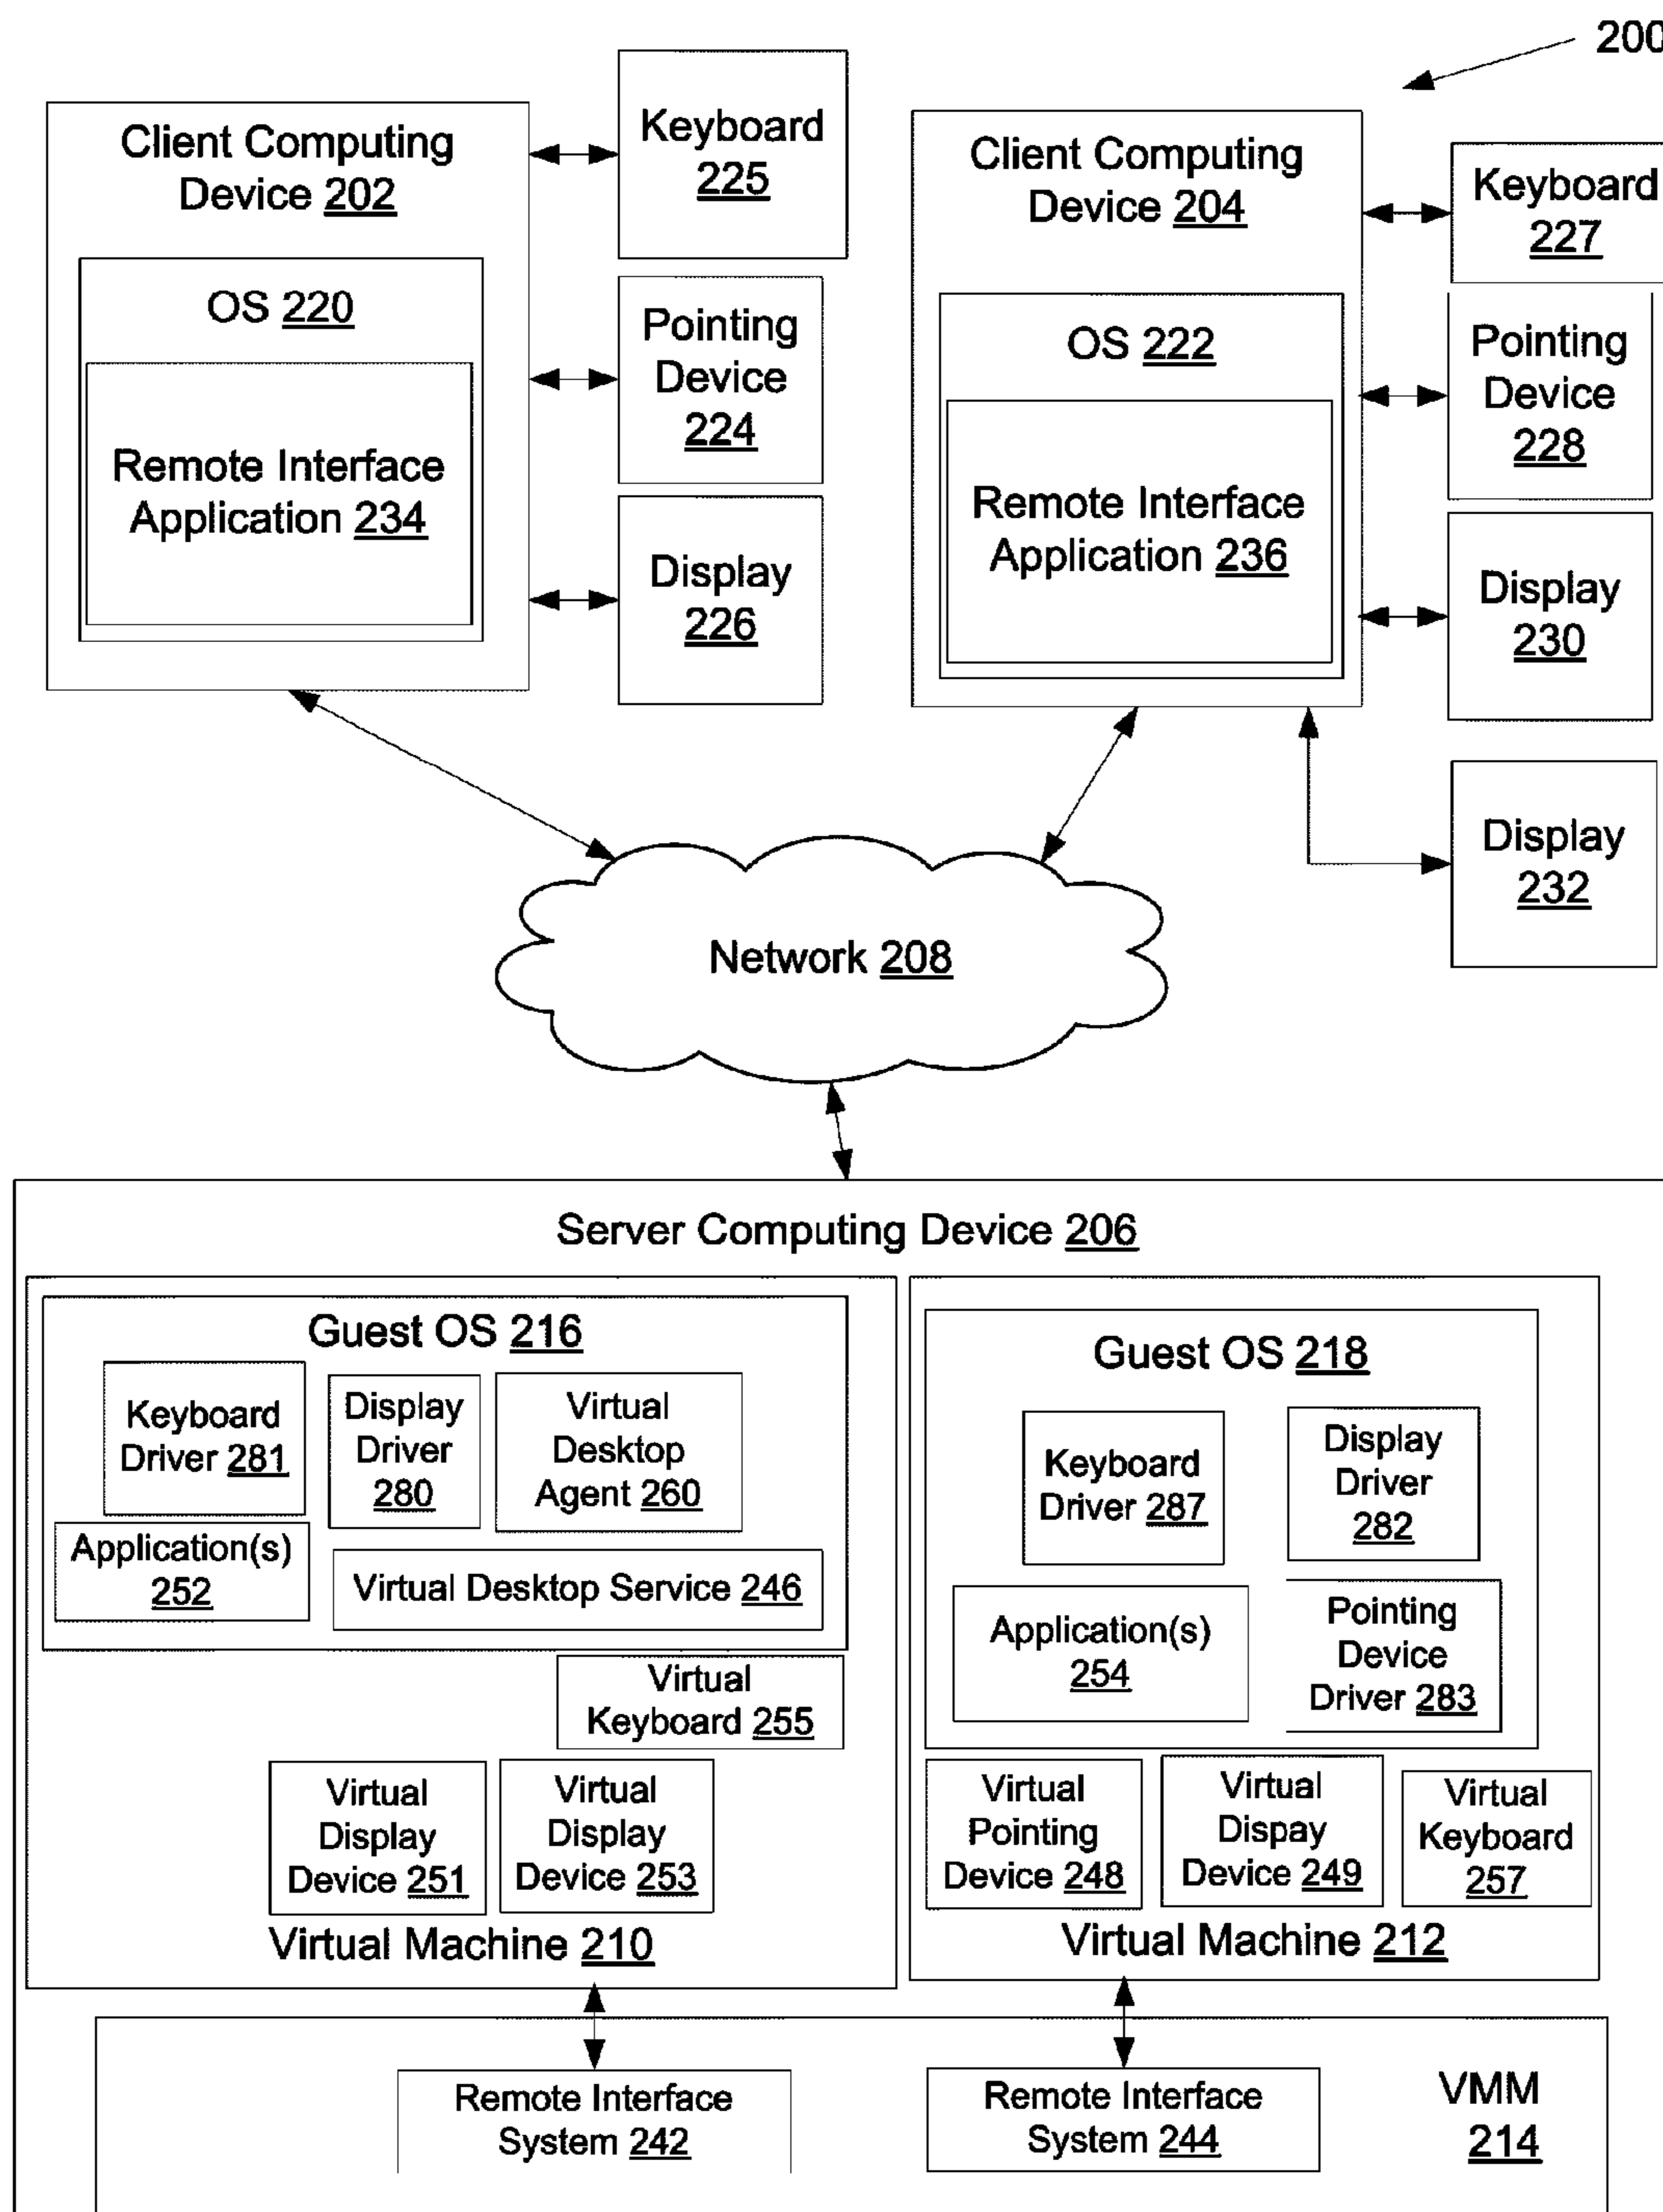 200
Client Computing
Device 202
OS 220
Remote Interface
Application 234
Keyboard
225
Pointing
Device
224
Display
226
Client Computing
Device 204
OS 222
Remote Interface
Application 236
Keyboard
227
Pointing
Device
228
Display
230
Display
232
Network 208
Server Computing Device 206
Guest OS 216
Keyboard
Driver 281
Display
Driver
280
Virtual
Desktop
Agent 260
Application(s)
252
Virtual Desktop Service 246
Virtual
Keyboard 255
Virtual
Display
Device 251
Virtual
Display
Device 253
Virtual Machine 210
Guest OS 218
Keyboard
Driver 287
Display
Driver
282
Application(s)
254
Pointing
Device
Driver 283
Virtual
Pointing
Device 248
Virtual
Dispay
Device 249
Virtual
Keyboard
257
Virtual Machine 212
Remote Interface
System 242
Remote Interface
System 244
VMM
214